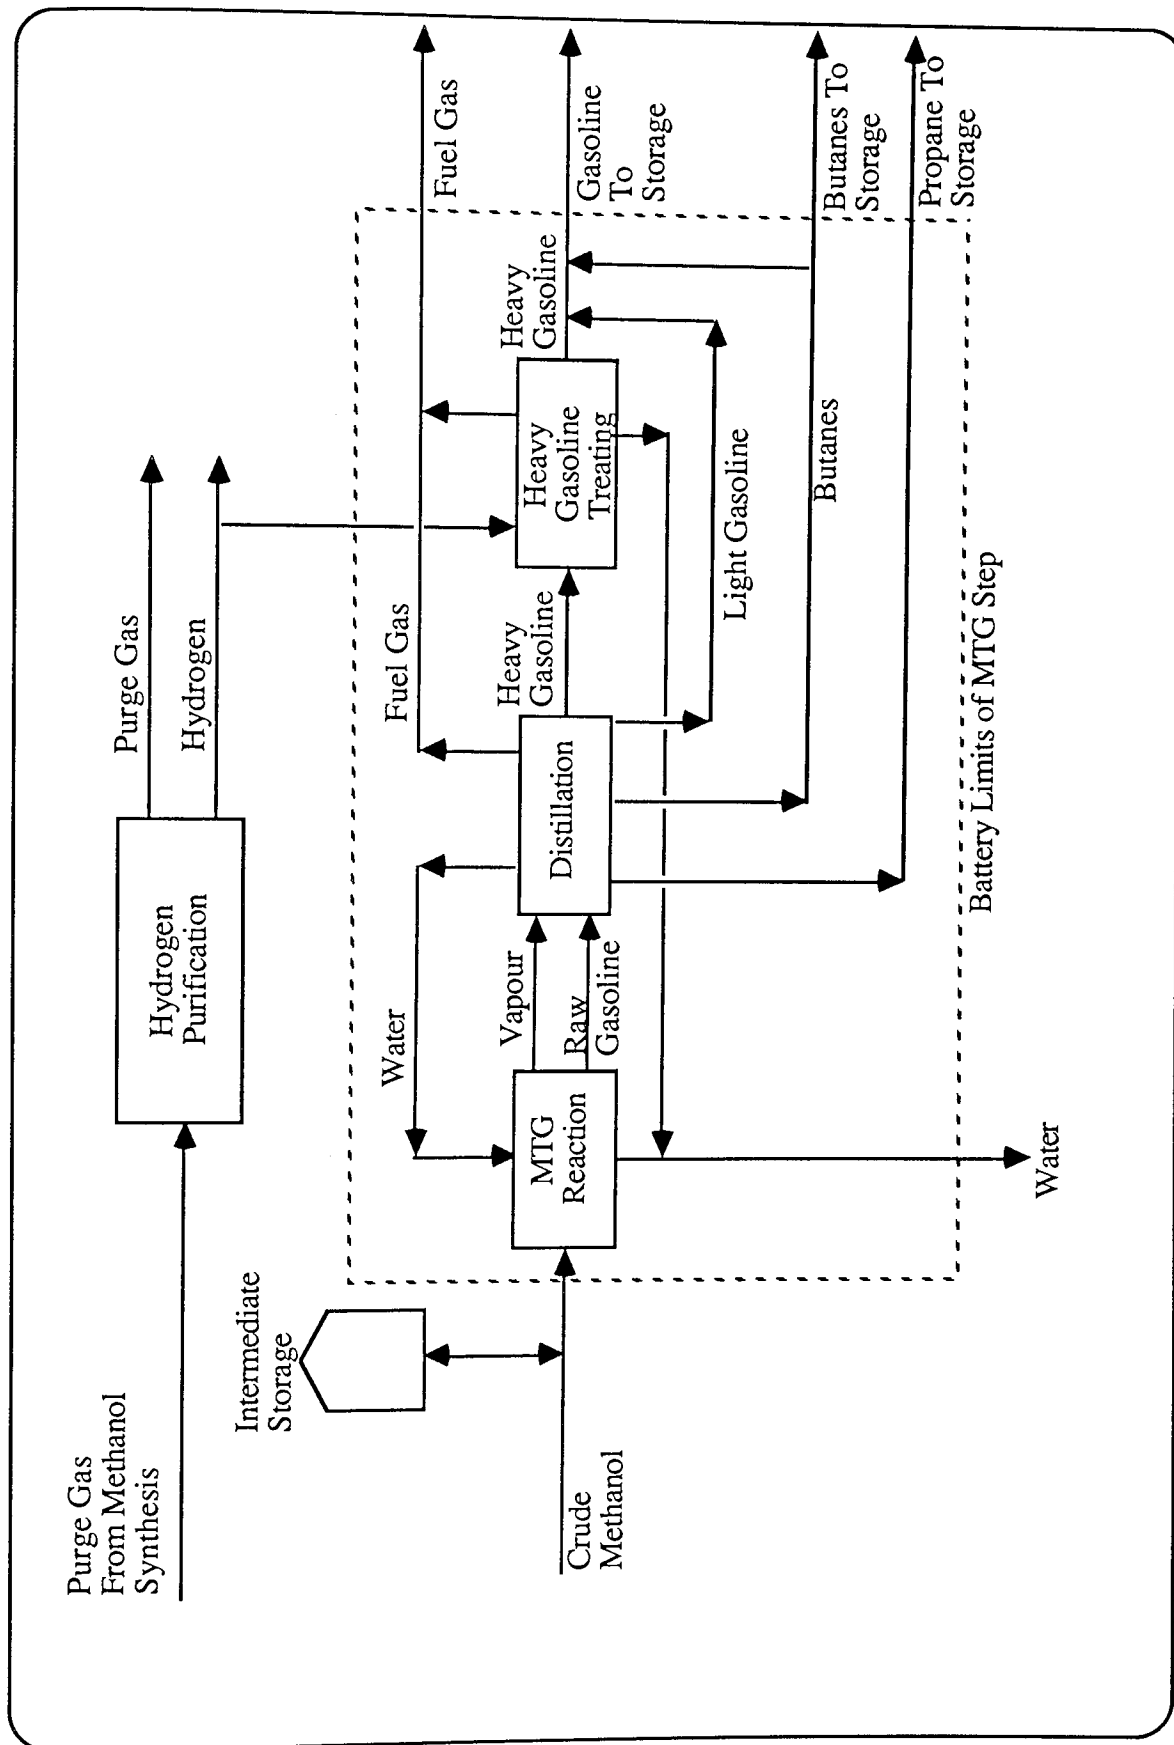 Purge Gas
From Methanol
Synthesis
Hydrogen
Purification
Purge Gas
Hydrogen
Intermediate
Storage
Crude
Methanol
Water
MTG
Reaction
Vapour
Raw
Gasoline
Distillation
Fuel Gas
Heavy
Gasoline
Heavy
Gasoline
Treating
Heavy
Gasoline
Light Gasoline
Butanes
Fuel Gas
Gasoline
To
Storage
Butanes To
Storage
Propane To
Storage
Battery Limits of MTG Step
Water